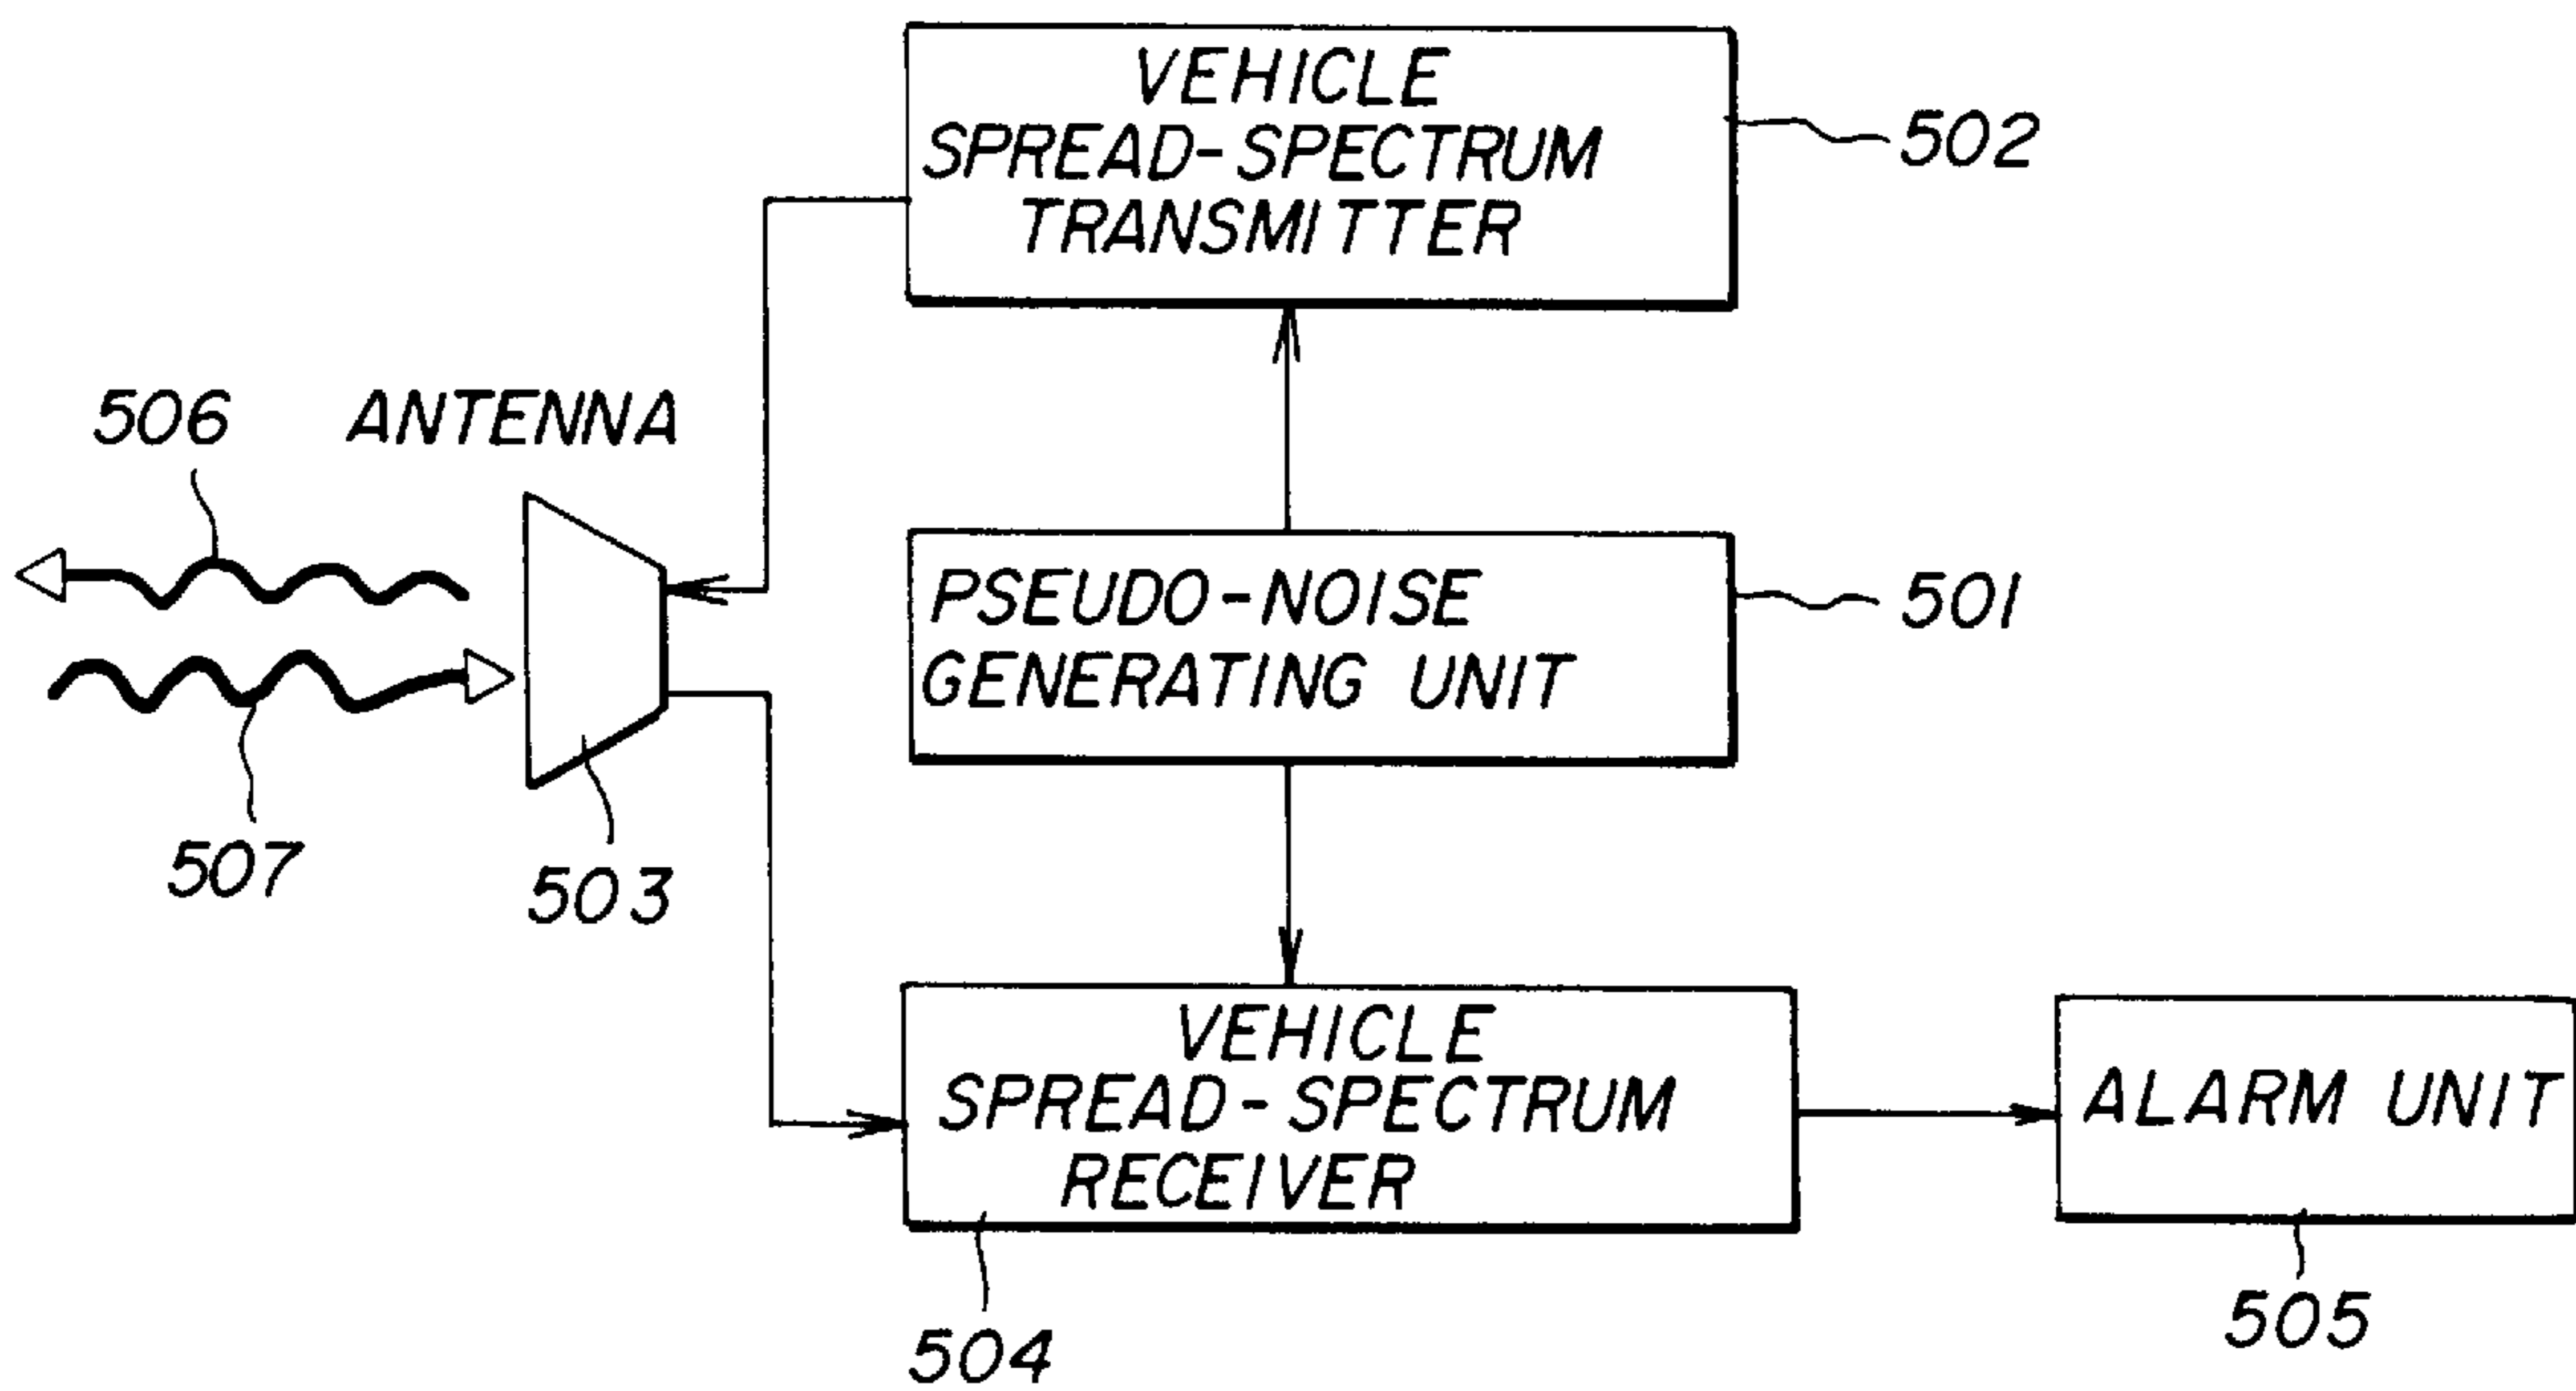 VEHICLE
SPREAD-SPECTRUM
TRANSMITTER
502
506
ANTENNA
PSEUDO-NOISE
GENERATING UNIT
501
507
503
VEHICLE
SPREAD-SPECTRUM
RECEIVER
ALARM UNIT
504
505